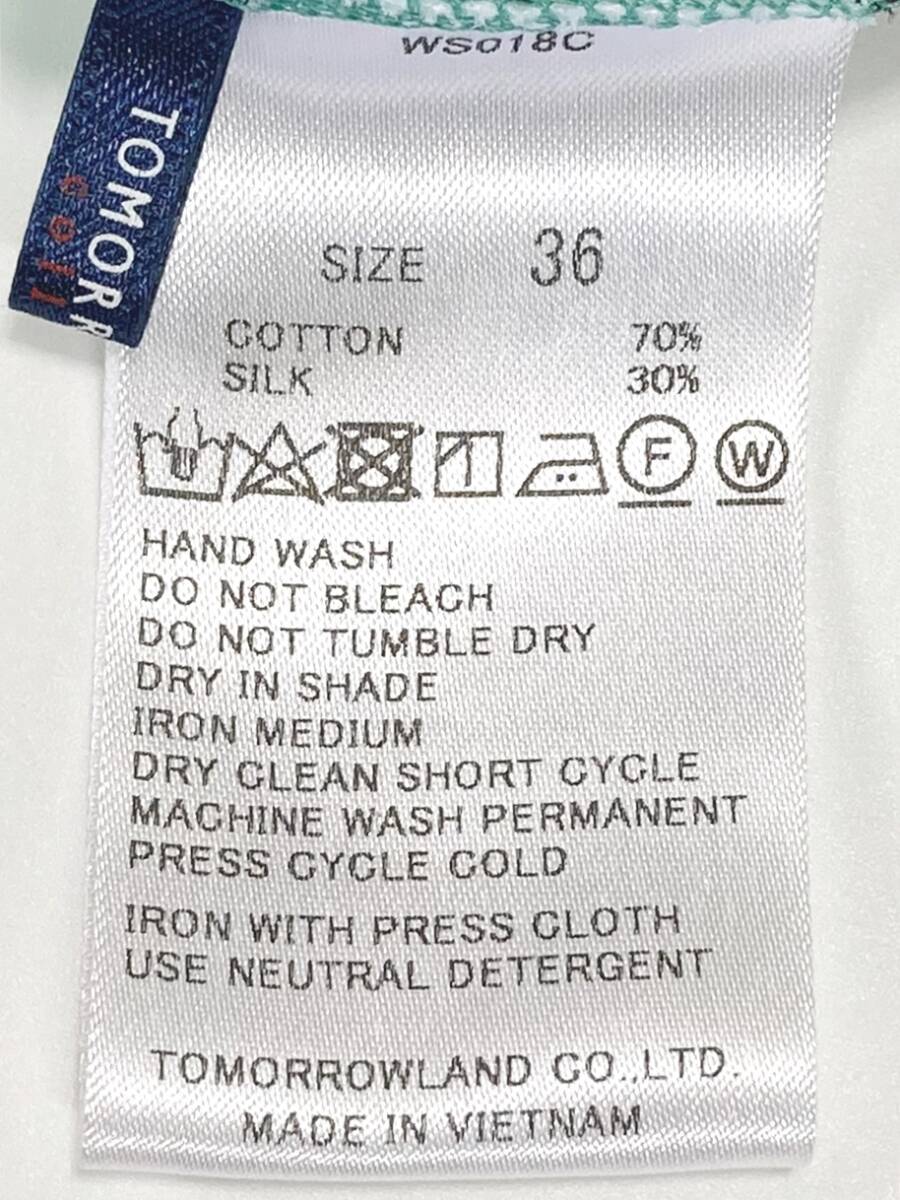 WS018C
TOMORR
coll
SIZE 36
COTTON 70%
SILK 30%
F W
HAND WASH
DO NOT BLEACH
DO NOT TUMBLE DRY
DRY IN SHADE
IRON MEDIUM
DRY CLEAN SHORT CYCLE
MACHINE WASH PERMANENT
PRESS CYCLE COLD
IRON WITH PRESS CLOTH
USE NEUTRAL DETERGENT
TOMORROWLAND CO.,LTD.
MADE IN VIETNAM